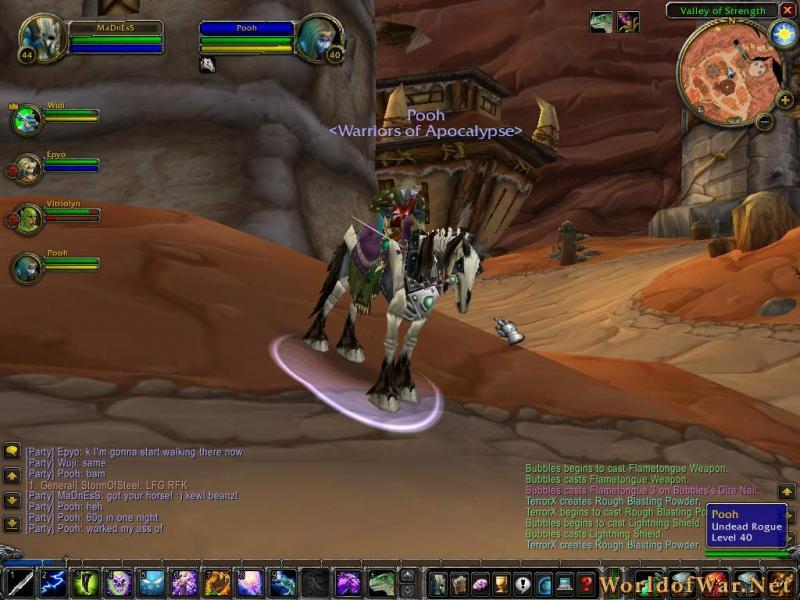 MaDnEsS
44
Pooh
40
Valley of Strength
N
Wuji
Epyo
Vitriolyn
Pooh
Pooh
<Warriors of Apocalypse>
[Party] Epyo: k I'm gonna start walking there now
[Party] Wuji: same
[Party] Pooh: bam
[1. General] StormOfSteel: LFG RFK
[Party] MaDnEsS: got your horse! :) kewl beanz!
[Party] Pooh: heh
[Party] Pooh: 60g in one night
[Party] Pooh: worked my ass of
Bubbles begins to cast Flametongue Weapon.
Bubbles casts Flametongue Weapon.
Bubbles casts Flametongue 3 on Bubbles's Dire Nail.
TerrorX creates Rough Blasting Powder.
TerrorX begins to cast Rough Blasting Po
Bubbles begins to cast Lightning Shield.
Bubbles casts Lightning Shield.
TerrorX creates Rough Blasting Powder.
Pooh
Undead Rogue
Level 40
WorldofWar.Net